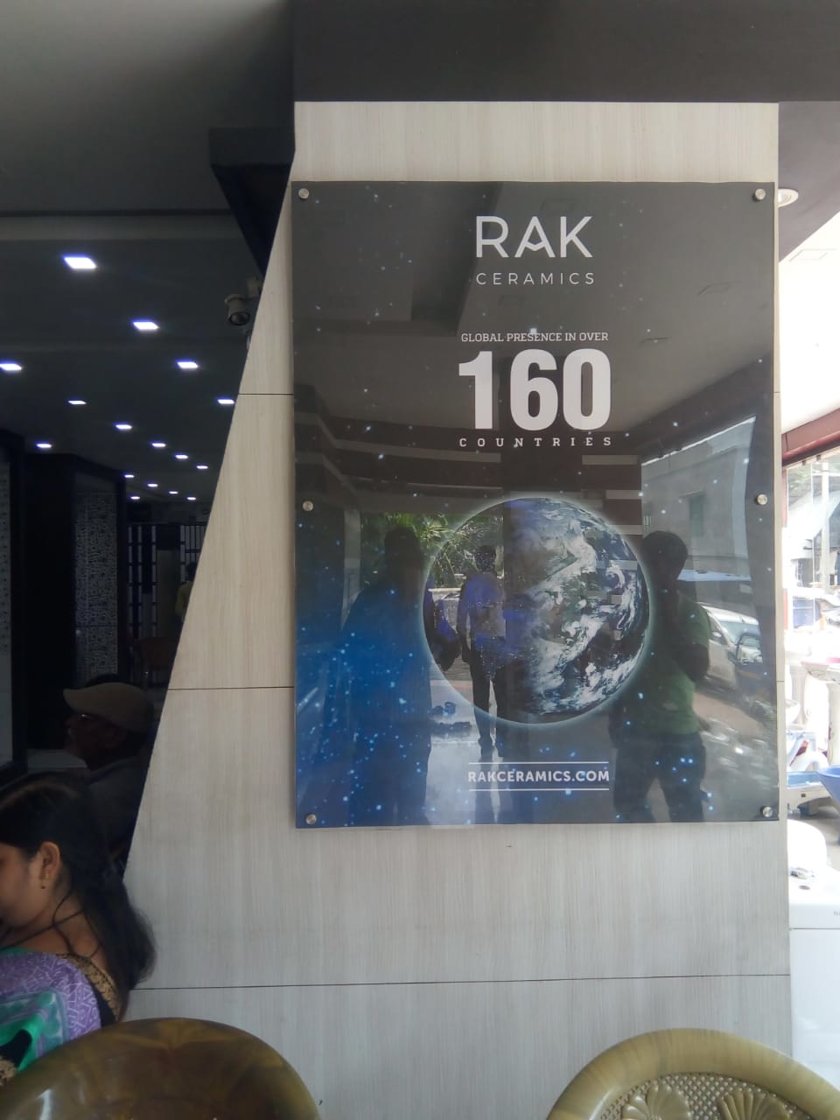 RAK
CERAMICS
GLOBAL PRESENCE IN OVER
160
COUNTRIES
RAKCERAMICS.COM